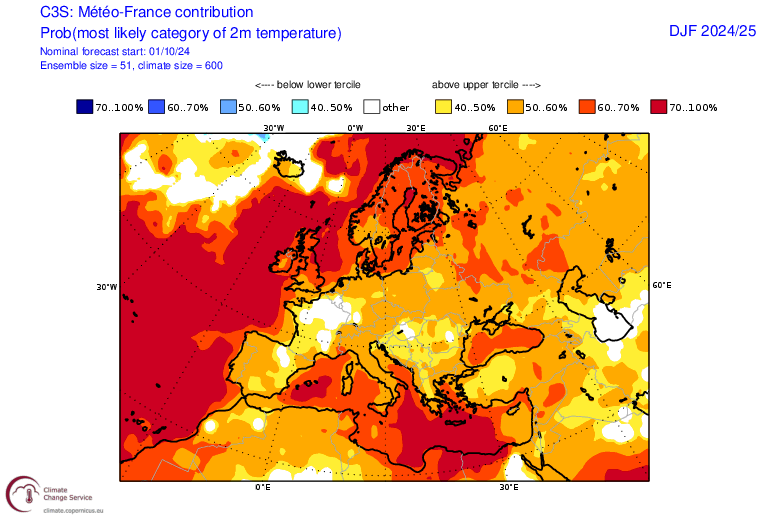 C3S: Météo-France contribution
Prob(most likely category of 2m temperature)
DJF 2024/25
Nominal forecast start: 01/10/24
Ensemble size = 51, climate size = 600
<---- below lower tercile
above upper tercile ---->
70..100% 60..70% 50..60% 40..50% other 40..50% 50..60% 60..70% 70..100%
30°W 0°W 30°E 60°E
30°W
60°E
0°E 30°E
Climate
Change Service
climate.copernicus.eu